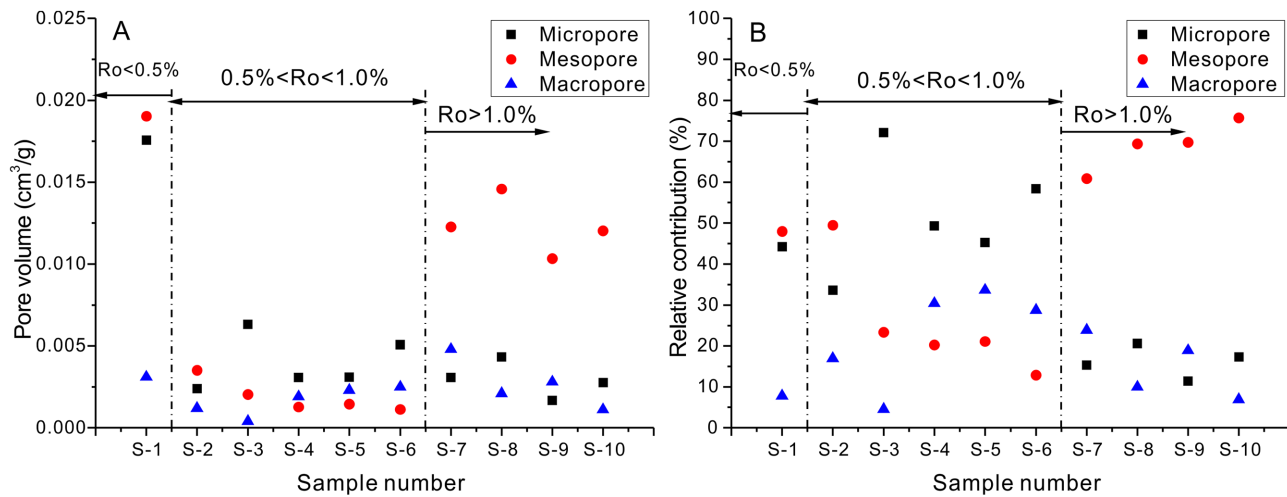 A
Micropore
Mesopore
Macropore
Ro<0.5%
0.5%<Ro<1.0%
Ro>1.0%
Pore volume (cm³/g)
0.025
0.020
0.015
0.010
0.005
0.000
S-1 S-2 S-3 S-4 S-5 S-6 S-7 S-8 S-9 S-10
Sample number
B
Micropore
Mesopore
Macropore
Ro<0.5%
0.5%<Ro<1.0%
Ro>1.0%
Relative contribution (%)
100
90
80
70
60
50
40
30
20
10
0
S-1 S-2 S-3 S-4 S-5 S-6 S-7 S-8 S-9 S-10
Sample number